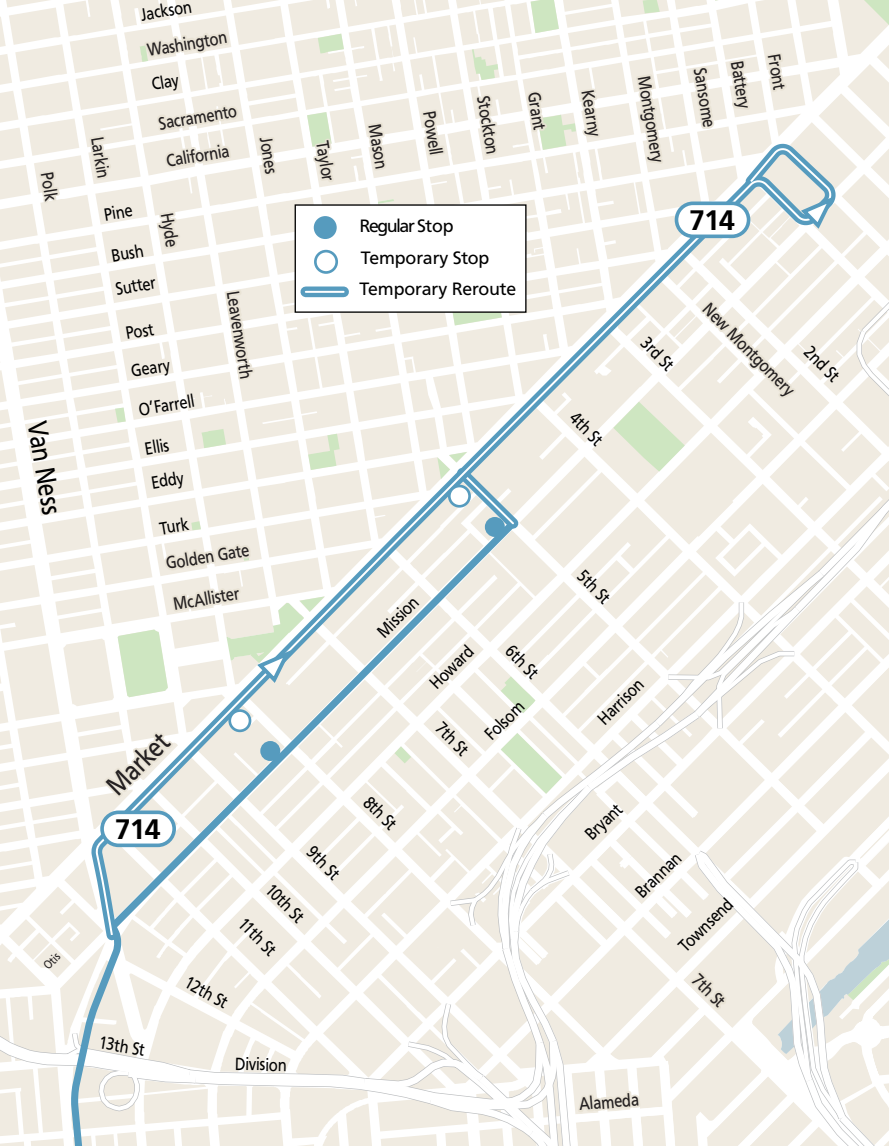 Jackson
Washington
Clay
Sacramento
California
Front
Battery
Sansome
Montgomery
Kearny
Grant
Stockton
Powell
Mason
Taylor
Jones
Larkin
Polk
Pine
Hyde
Bush
Sutter
Leavenworth
Post
Geary
O'Farrell
Ellis
Eddy
Turk
Golden Gate
McAllister
Van Ness
Regular Stop
Temporary Stop
Temporary Reroute
714
New Montgomery
2nd St
3rd St
4th St
5th St
Mission
Howard
6th St
Folsom
Harrison
7th St
Market
714
8th St
Bryant
9th St
Brannan
10th St
Townsend
11th St
Otis
12th St
7th St
13th St
Division
Alameda